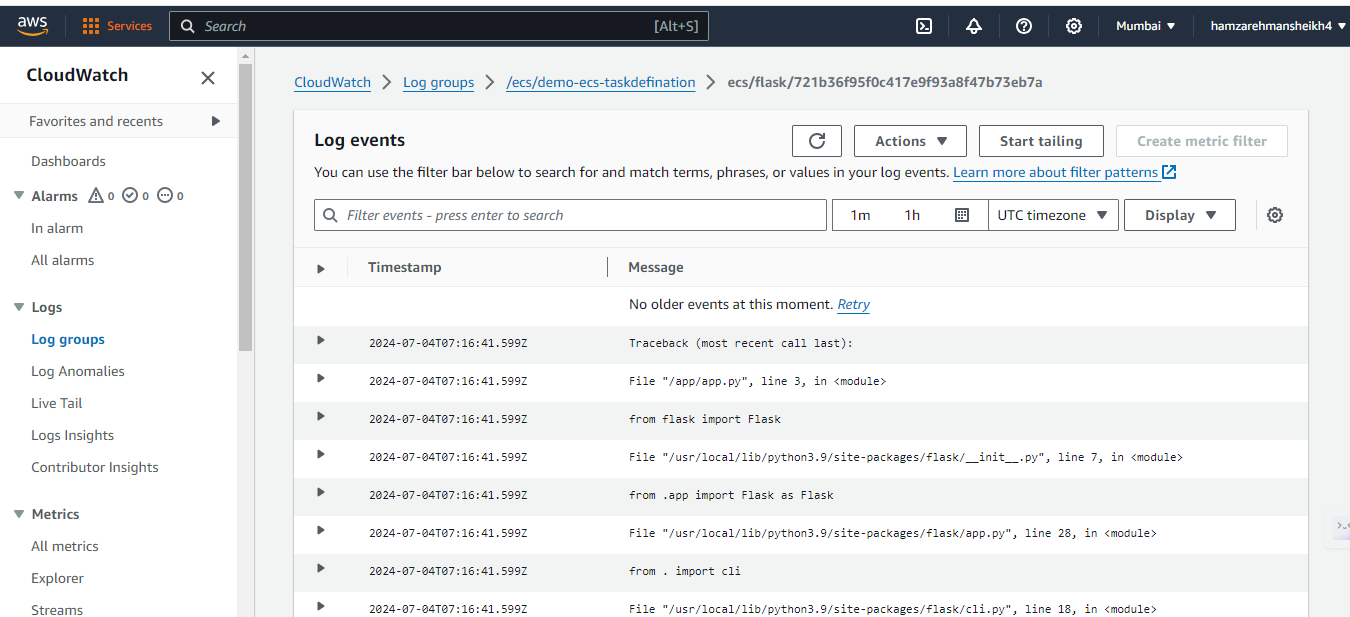 aws Services Search [Alt+S] Mumbai ▼ hamzarehmansheikh4 ▼
CloudWatch
Favorites and recents
Dashboards
Alarms 0 0 0
In alarm
All alarms
Logs
Log groups
Log Anomalies
Live Tail
Logs Insights
Contributor Insights
Metrics
All metrics
Explorer
Streams
CloudWatch > Log groups > /ecs/demo-ecs-taskdefination > ecs/flask/721b36f95f0c417e9f93a8f47b73eb7a
Log events
Actions ▼ Start tailing Create metric filter
You can use the filter bar below to search for and match terms, phrases, or values in your log events. Learn more about filter patterns
Filter events - press enter to search 1m 1h UTC timezone ▼ Display ▼
Timestamp Message
No older events at this moment. Retry
2024-07-04T07:16:41.599Z Traceback (most recent call last):
2024-07-04T07:16:41.599Z File "/app/app.py", line 3, in <module>
2024-07-04T07:16:41.599Z from flask import Flask
2024-07-04T07:16:41.599Z File "/usr/local/lib/python3.9/site-packages/flask/__init__.py", line 7, in <module>
2024-07-04T07:16:41.599Z from .app import Flask as Flask
2024-07-04T07:16:41.599Z File "/usr/local/lib/python3.9/site-packages/flask/app.py", line 28, in <module>
2024-07-04T07:16:41.599Z from . import cli
2024-07-04T07:16:41.599Z File "/usr/local/lib/python3.9/site-packages/flask/cli.py", line 18, in <module>